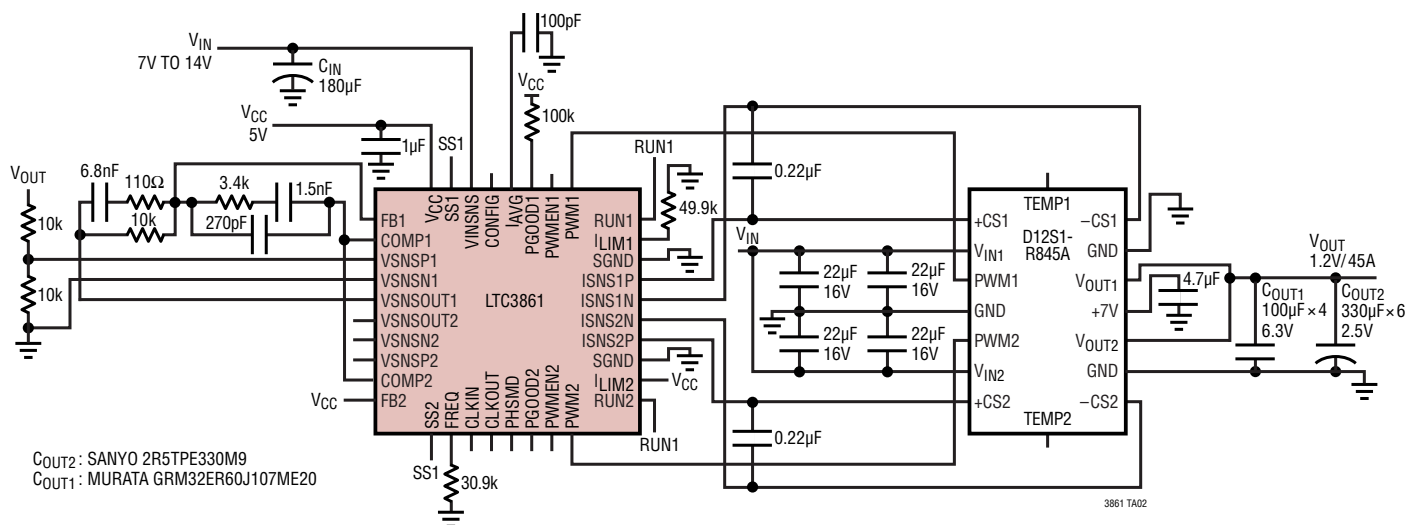 VIN
7V TO 14V
CIN
180µF
100pF
VCC
100k
VCC
5V
1µF
SS1
VOUT
6.8nF
110Ω
3.4k
1.5nF
10k
10k
270pF
10k
RUN1
49.9k
0.22µF
VCC
SS1
VINSNS
CONFIG
IAVG
PGOOD1
PWMEN1
PWM1
FB1
COMP1
VSNSP1
VSNSN1
VSNSOUT1
VSNSOUT2
VSNSN2
VSNSP2
COMP2
FB2
VCC
LTC3861
RUN1
ILIM1
SGND
ISNS1P
ISNS1N
ISNS2N
ISNS2P
SGND
ILIM2
RUN2
VCC
RUN1
SS2
FREQ
CLKIN
CLKOUT
PHSMD
PGOOD2
PWMEN2
PWM2
SS1
30.9k
VIN
22µF
16V
22µF
16V
22µF
16V
22µF
16V
0.22µF
TEMP1
D12S1-
R845A
+CS1
VIN1
PWM1
GND
PWM2
VIN2
+CS2
–CS1
GND
VOUT1
+7V
VOUT2
GND
–CS2
TEMP2
4.7µF
VOUT
1.2V/45A
COUT1
100µF×4
6.3V
COUT2
330µF×6
2.5V
COUT2: SANYO 2R5TPE330M9
COUT1: MURATA GRM32ER60J107ME20
3861 TA02